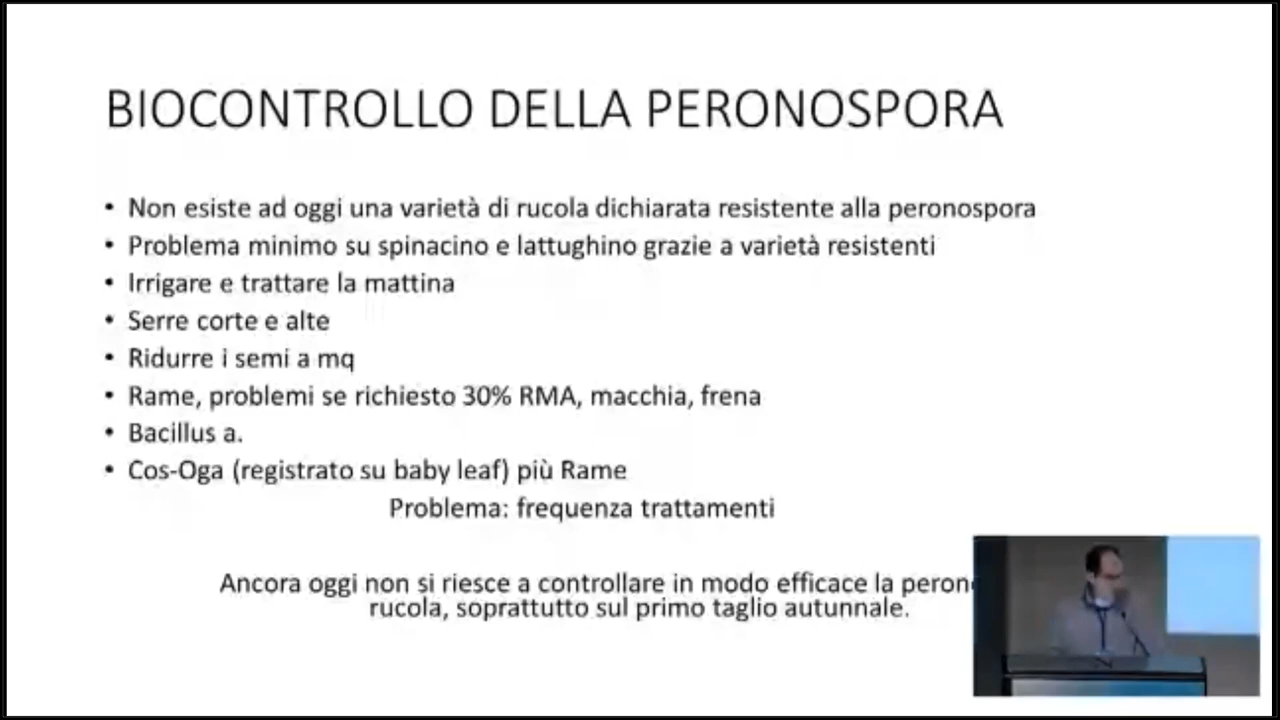 BIOCONTROLLO DELLA PERONOSPORA
• Non esiste ad oggi una varietà di rucola dichiarata resistente alla peronospora
• Problema minimo su spinacino e lattughino grazie a varietà resistenti
• Irrigare e trattare la mattina
• Serre corte e alte
• Ridurre i semi a mq
• Rame, problemi se richiesto 30% RMA, macchia, frena
• Bacillus a.
• Cos-Oga (registrato su baby leaf) più Rame
Problema: frequenza trattamenti
Ancora oggi non si riesce a controllare in modo efficace la
rucola, soprattutto sul primo taglio autunnale.